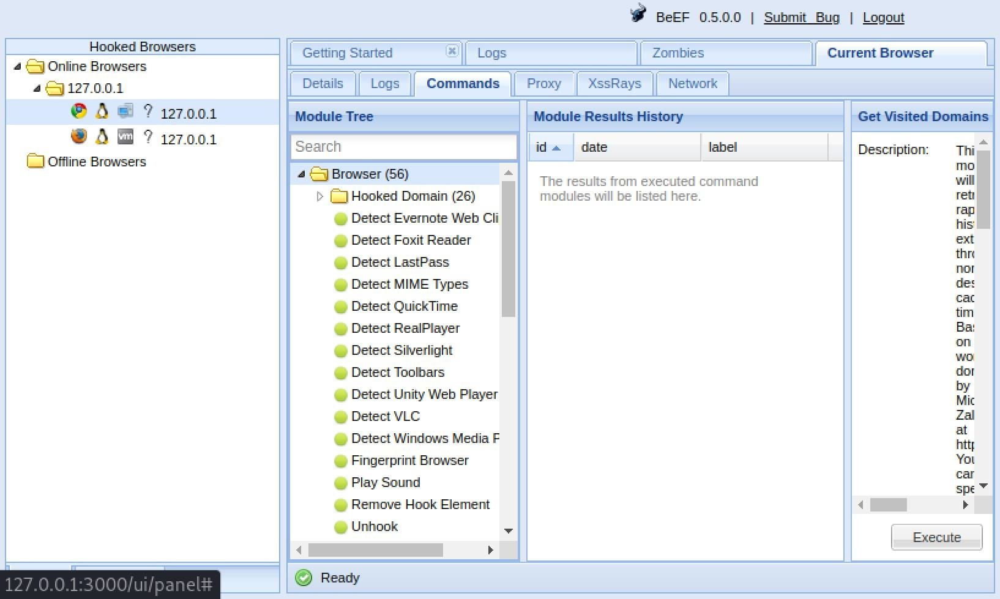 BeEF 0.5.0.0 | Submit Bug | Logout
Hooked Browsers
Online Browsers
127.0.0.1
? 127.0.0.1
vm ? 127.0.0.1
Offline Browsers
Getting Started
Logs
Zombies
Current Browser
Details
Logs
Commands
Proxy
XssRays
Network
Module Tree
Search
Browser (56)
Hooked Domain (26)
Detect Evernote Web Cli
Detect Foxit Reader
Detect LastPass
Detect MIME Types
Detect QuickTime
Detect RealPlayer
Detect Silverlight
Detect Toolbars
Detect Unity Web Player
Detect VLC
Detect Windows Media P
Fingerprint Browser
Play Sound
Remove Hook Element
Unhook
Module Results History
id
date
label
The results from executed command
modules will be listed here.
Get Visited Domains
Description:
Thi
mo
will
retr
rap
his
ext
thro
nor
des
cac
tim
Bas
on
wor
dor
by
Mic
Zal
at
http
You
can
spe
Execute
Ready
127.0.0.1:3000/ui/panel#